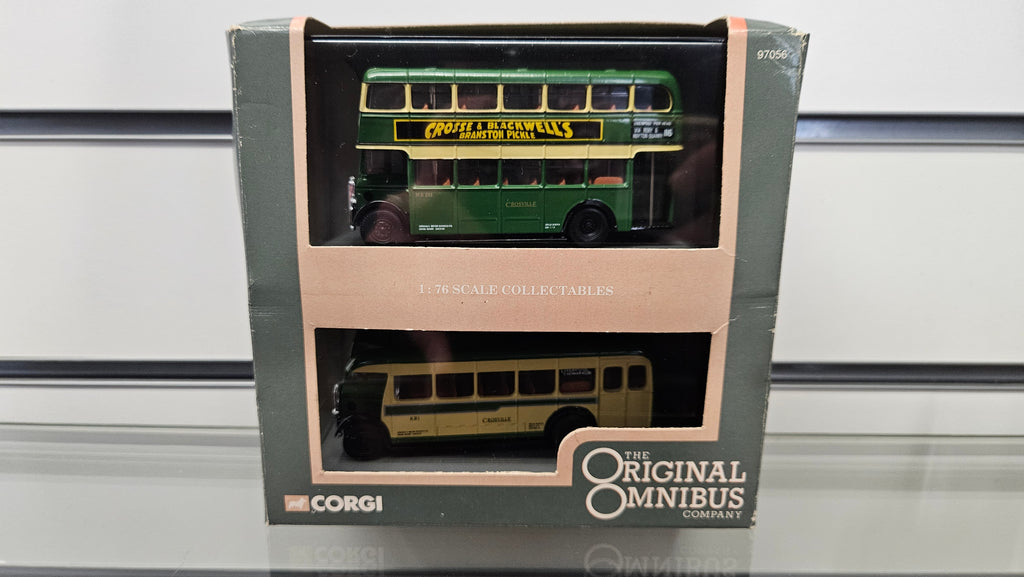 97056
CROSSE & BLACKWELL'S
BRANSTON PICKLE
CROSVILLE
1:76 SCALE COLLECTABLES
CROSVILLE
THE
ORIGINAL
OMNIBUS
COMPANY
CORGI